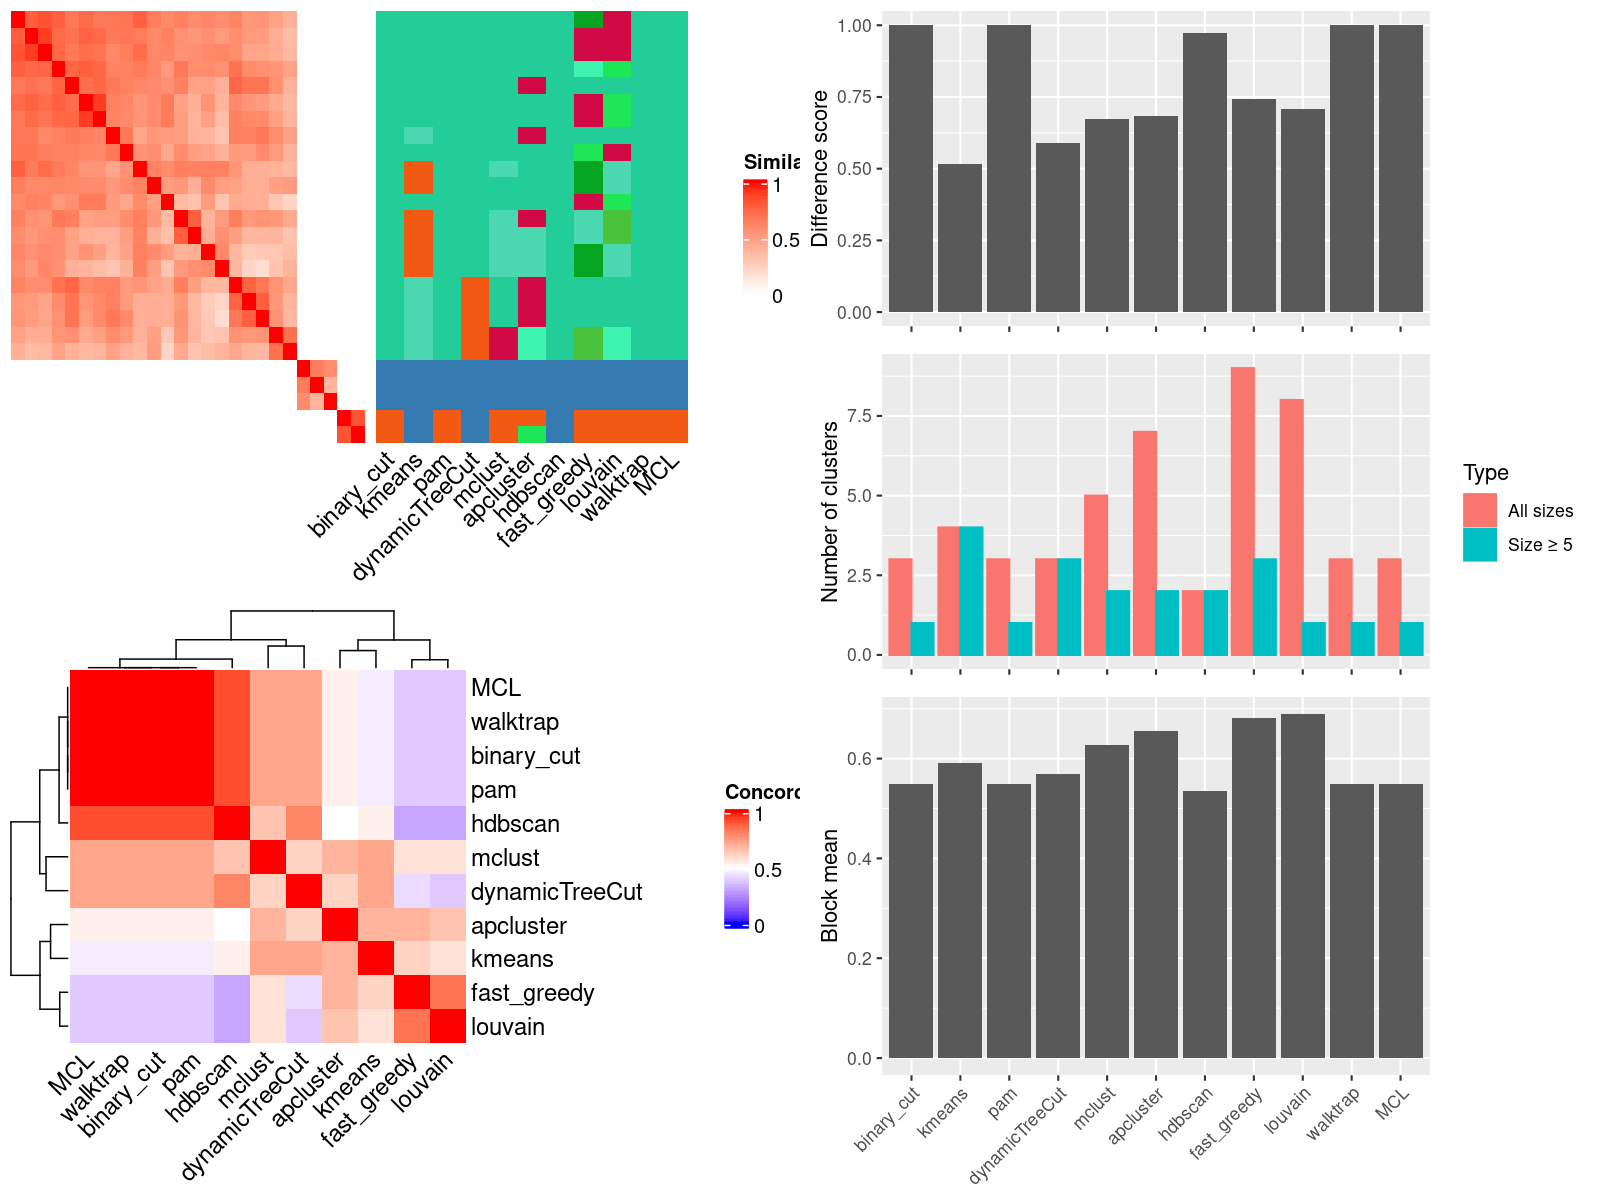 Simila
1
0.5
0
binary_cut
kmeans
pam
dynamicTreeCut
mclust
apcluster
hdbscan
fast_greedy
louvain
walktrap
MCL
Difference score
1.00
0.75
0.50
0.25
0.00
Number of clusters
7.5
5.0
2.5
0.0
Type
All sizes
Size ≥ 5
MCL
walktrap
binary_cut
pam
hdbscan
mclust
dynamicTreeCut
apcluster
kmeans
fast_greedy
louvain
MCL
walktrap
binary_cut
pam
hdbscan
mclust
dynamicTreeCut
apcluster
kmeans
fast_greedy
louvain
Concorc
1
0.5
0
Block mean
0.6
0.4
0.2
0.0
binary_cut
kmeans
pam
dynamicTreeCut
mclust
apcluster
hdbscan
fast_greedy
louvain
walktrap
MCL